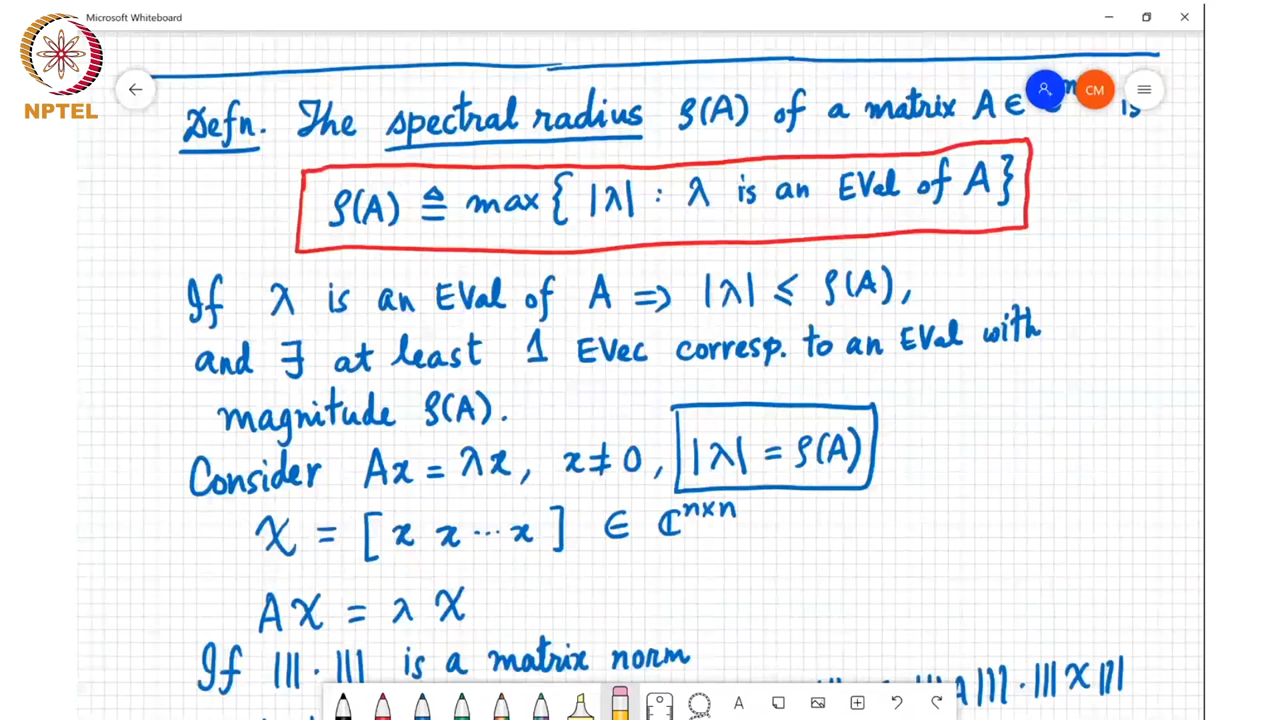 Microsoft Whiteboard
NPTEL
CM
Defn. The spectral radius ρ(A) of a matrix A ∈ is
ρ(A) ≜ max{ |λ| : λ is an EVal of A}
If λ is an EVal of A ⇒ |λ| ≤ ρ(A),
and ∃ at least 1 EVec corresp. to an EVal with
magnitude ρ(A).
Consider Ax = λx, x ≠ 0, |λ| = ρ(A)
X = [x x ... x] ∈ ℂ^{n×n}
AX = λX
If |||·||| is a matrix norm
A|||·|||X|||
A